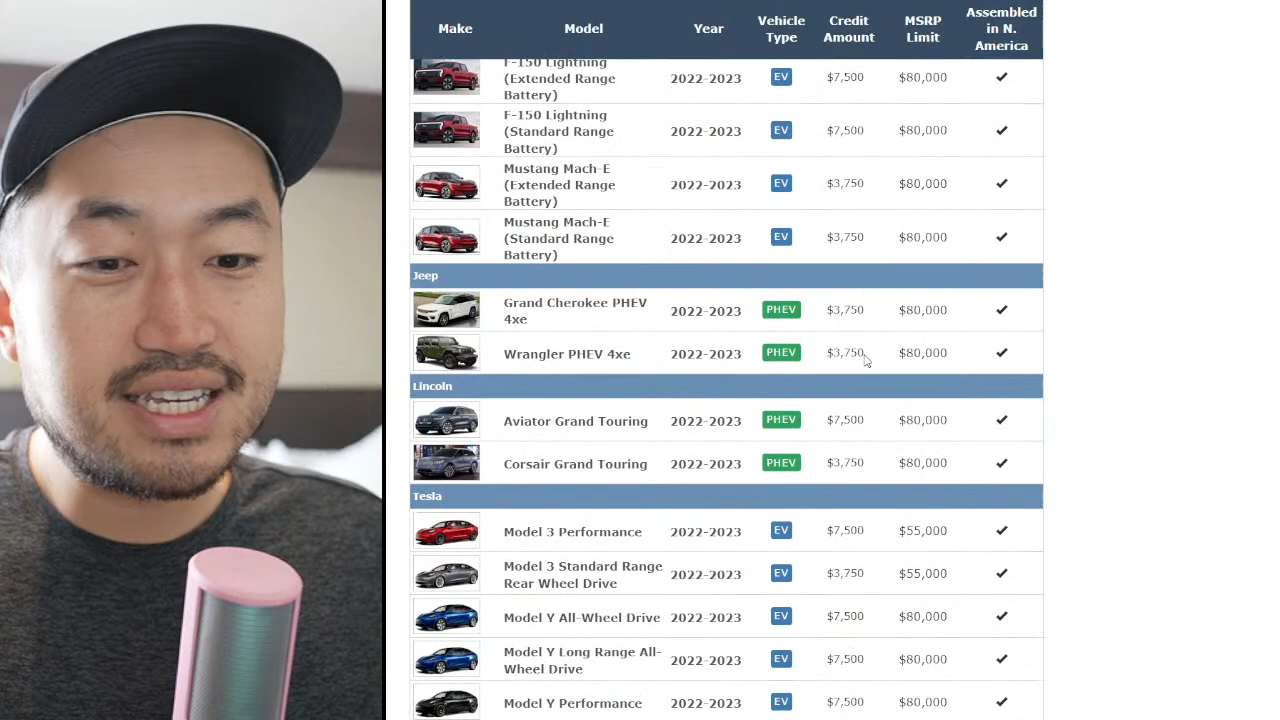 Make Model Year Vehicle Type Credit Amount MSRP Limit Assembled in N. America
F-150 Lightning (Extended Range Battery) 2022-2023 EV $7,500 $80,000 ✔
F-150 Lightning (Standard Range Battery) 2022-2023 EV $7,500 $80,000 ✔
Mustang Mach-E (Extended Range Battery) 2022-2023 EV $3,750 $80,000 ✔
Mustang Mach-E (Standard Range Battery) 2022-2023 EV $3,750 $80,000 ✔
Jeep
Grand Cherokee PHEV 4xe 2022-2023 PHEV $3,750 $80,000 ✔
Wrangler PHEV 4xe 2022-2023 PHEV $3,750 $80,000 ✔
Lincoln
Aviator Grand Touring 2022-2023 PHEV $7,500 $80,000 ✔
Corsair Grand Touring 2022-2023 PHEV $3,750 $80,000 ✔
Tesla
Model 3 Performance 2022-2023 EV $7,500 $55,000 ✔
Model 3 Standard Range Rear Wheel Drive 2022-2023 EV $3,750 $55,000 ✔
Model Y All-Wheel Drive 2022-2023 EV $7,500 $80,000 ✔
Model Y Long Range All-Wheel Drive 2022-2023 EV $7,500 $80,000 ✔
Model Y Performance 2022-2023 EV $7,500 $80,000 ✔